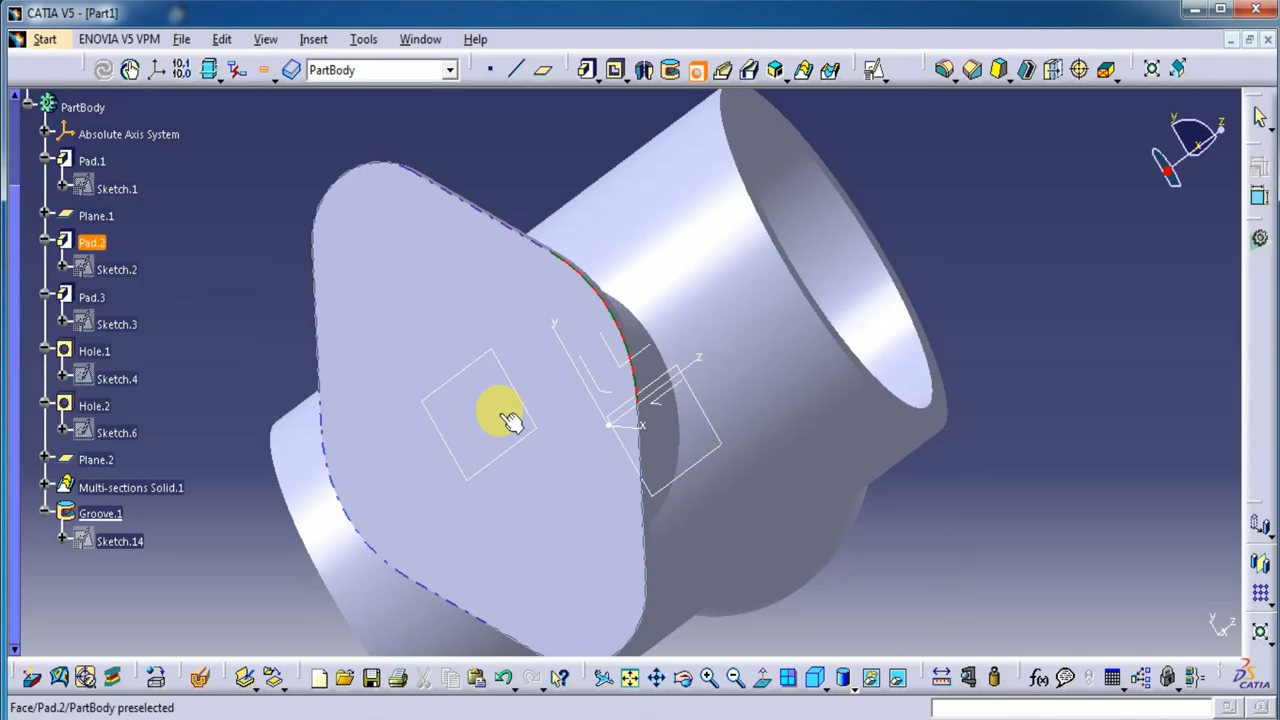 CATIA V5 - [Part1]
Start ENOVIA V5 VPM File Edit View Insert Tools Window Help
PartBody
PartBody
Absolute Axis System
Pad.1
Sketch.1
Plane.1
Pad.2
Sketch.2
Pad.3
Sketch.3
Hole.1
Sketch.4
Hole.2
Sketch.6
Plane.2
Multi-sections Solid.1
Groove.1
Sketch.14
y
z
x
y
z
x
y
z
x
CATIA
Face/Pad.2/PartBody preselected